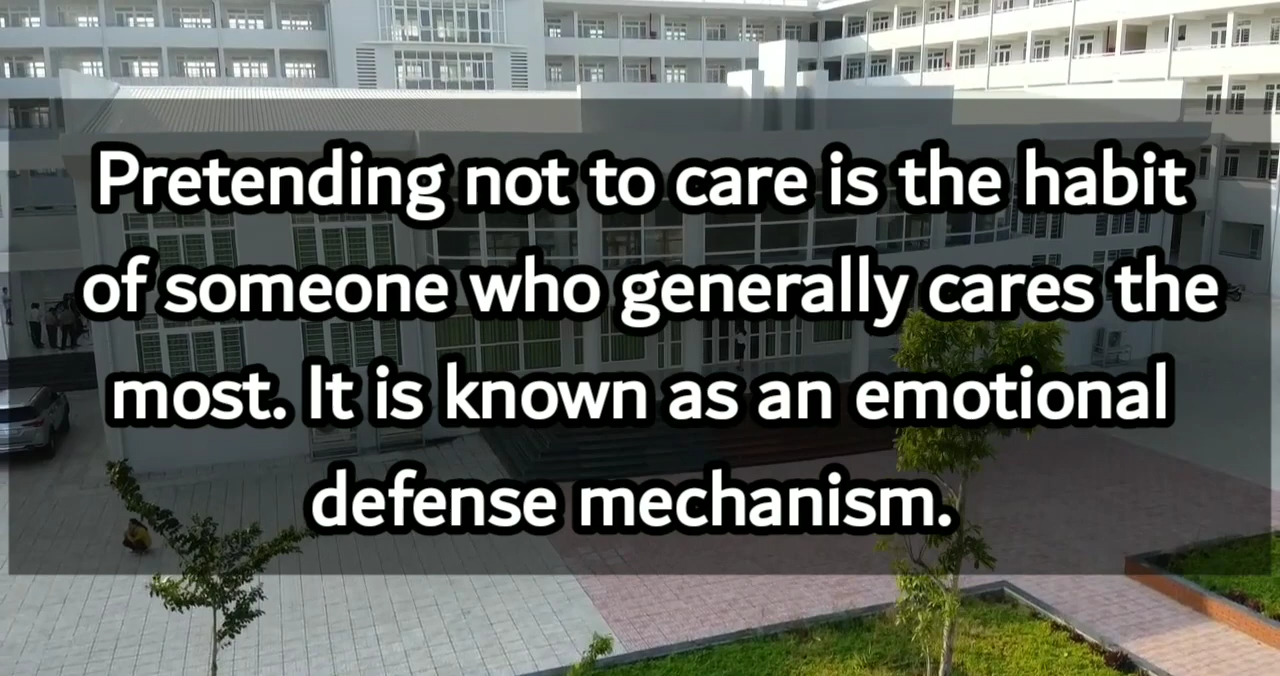 Pretending not to care is the habit
of someone who generally cares the
most. It is known as an emotional
defense mechanism.